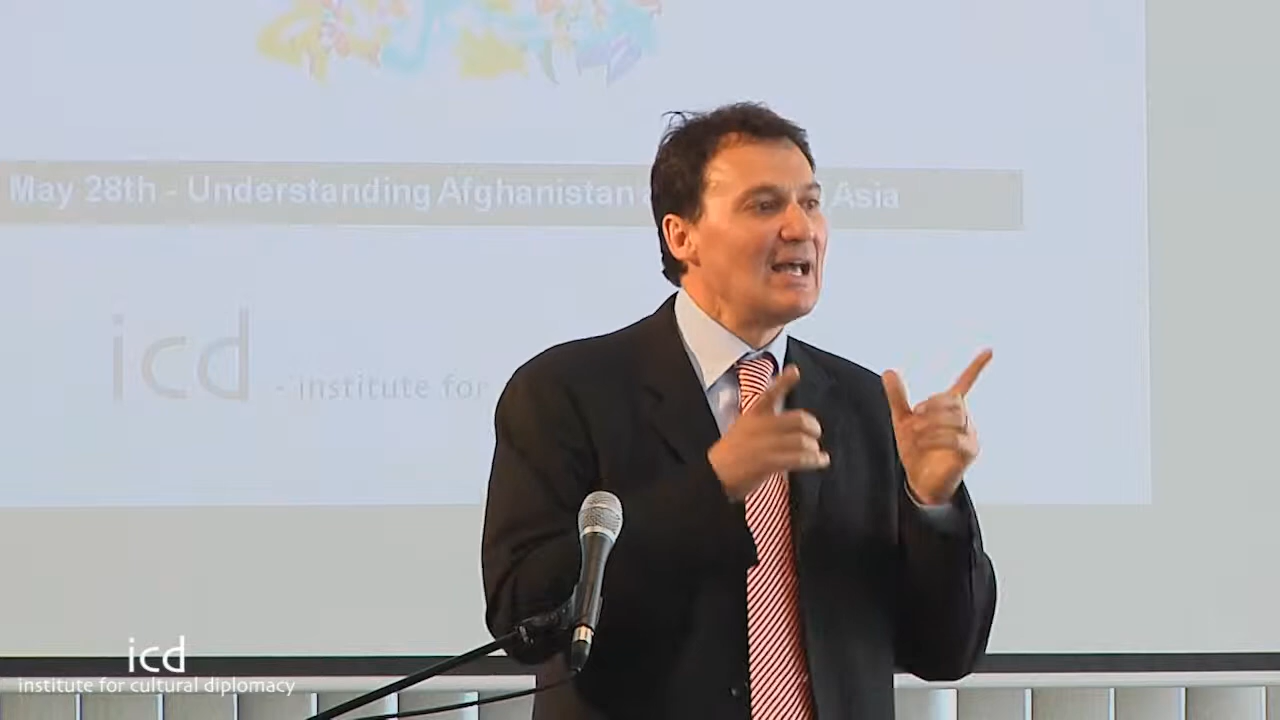 May 28th - Understanding Afghanistan Asia
icd - institute for
icd
institute for cultural diplomacy